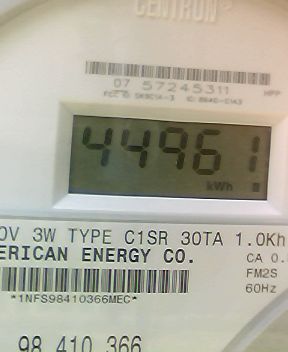 CENTRON
07 57245311 HPP
44961
kWh
0V 3W TYPE C1SR 30TA 1.0Kh
ERICAN ENERGY CO. CA 0.
FM2S
*1NFS98410366MEC* 60Hz
98 410 366